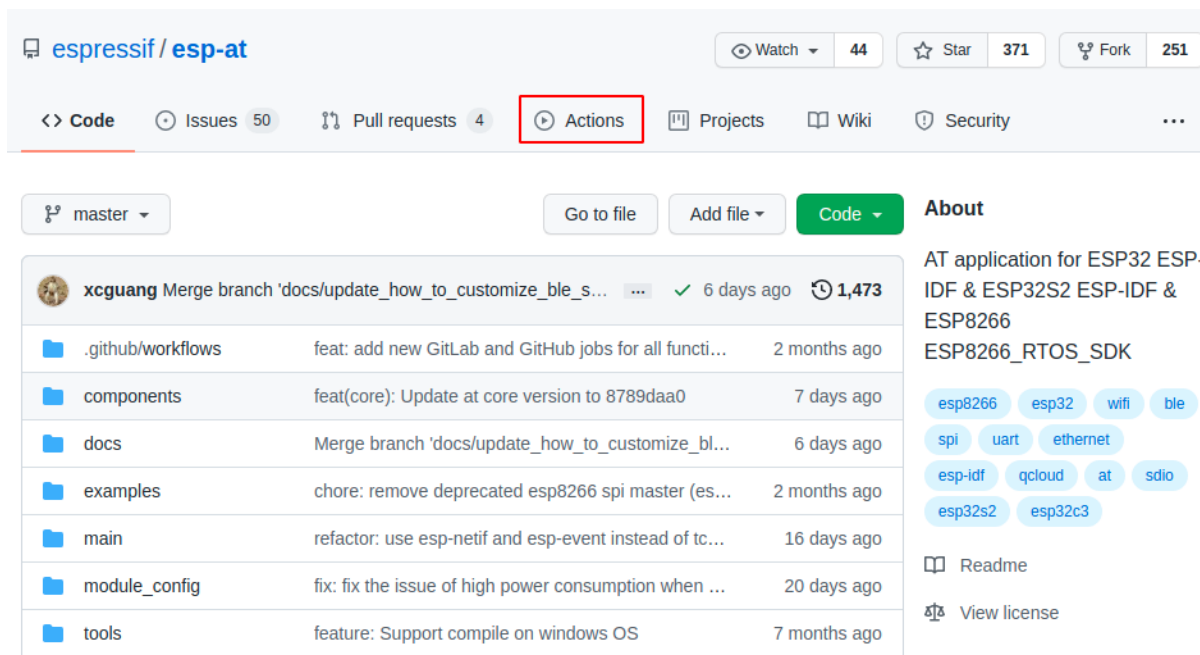 espressif / esp-at
Watch 44 Star 371 Fork 251
Code Issues 50 Pull requests 4 Actions Projects Wiki Security ...
master Go to file Add file Code
xcguang Merge branch 'docs/update_how_to_customize_ble_s... ... 6 days ago 1,473
.github/workflows feat: add new GitLab and GitHub jobs for all functi... 2 months ago
components feat(core): Update at core version to 8789daa0 7 days ago
docs Merge branch 'docs/update_how_to_customize_bl... 6 days ago
examples chore: remove deprecated esp8266 spi master (es... 2 months ago
main refactor: use esp-netif and esp-event instead of tc... 16 days ago
module_config fix: fix the issue of high power consumption when ... 20 days ago
tools feature: Support compile on windows OS 7 months ago
About
AT application for ESP32 ESP-
IDF & ESP32S2 ESP-IDF &
ESP8266
ESP8266_RTOS_SDK
esp8266 esp32 wifi ble
spi uart ethernet
esp-idf qcloud at sdio
esp32s2 esp32c3
Readme
View license